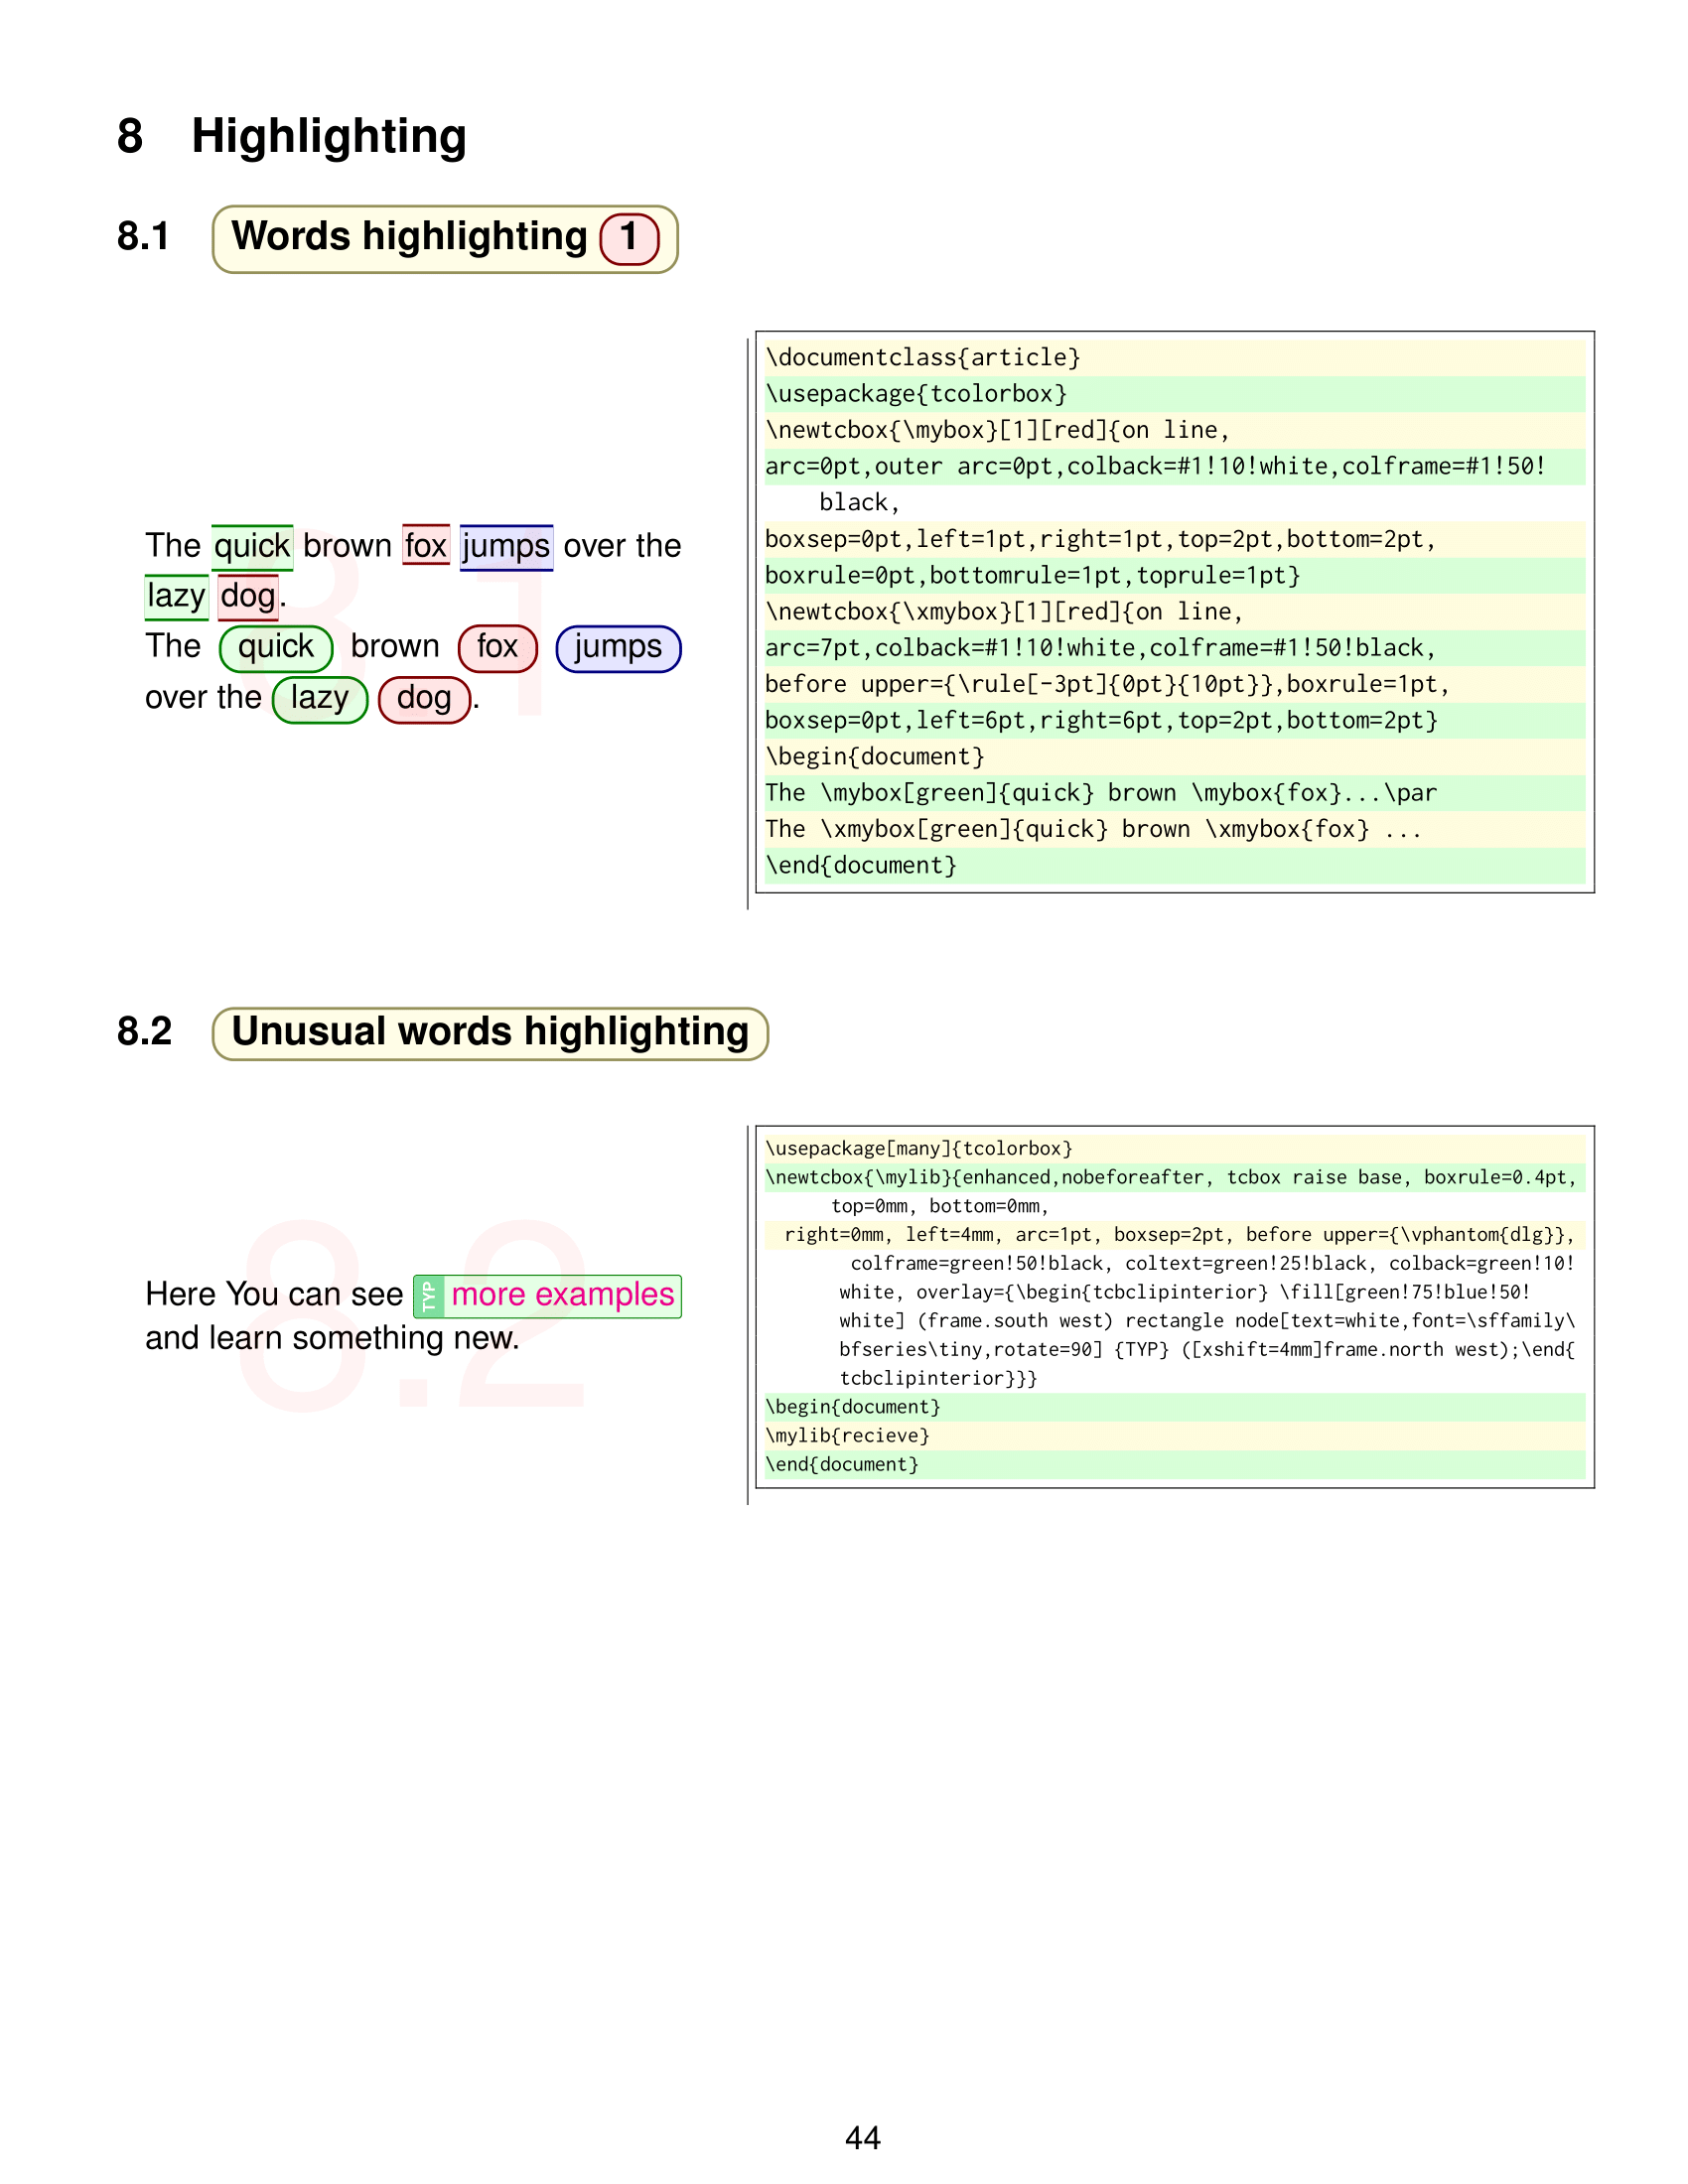 8 Highlighting
8.1 Words highlighting 1
8.1
The quick brown fox jumps over the
lazy dog.
The quick brown fox jumps
over the lazy dog.
\documentclass{article}
\usepackage{tcolorbox}
\newtcbox{\mybox}[1][red]{on line,
arc=0pt,outer arc=0pt,colback=#1!10!white,colframe=#1!50!
black,
boxsep=0pt,left=1pt,right=1pt,top=2pt,bottom=2pt,
boxrule=0pt,bottomrule=1pt,toprule=1pt}
\newtcbox{\xmybox}[1][red]{on line,
arc=7pt,colback=#1!10!white,colframe=#1!50!black,
before upper={\rule[-3pt]{0pt}{10pt}},boxrule=1pt,
boxsep=0pt,left=6pt,right=6pt,top=2pt,bottom=2pt}
\begin{document}
The \mybox[green]{quick} brown \mybox{fox}...\par
The \xmybox[green]{quick} brown \xmybox{fox} ...
\end{document}
8.2 Unusual words highlighting
8.2
Here You can see TYP more examples
and learn something new.
\usepackage[many]{tcolorbox}
\newtcbox{\mylib}{enhanced,nobeforeafter, tcbox raise base, boxrule=0.4pt,
top=0mm, bottom=0mm,
right=0mm, left=4mm, arc=1pt, boxsep=2pt, before upper={\vphantom{dlg}},
colframe=green!50!black, coltext=green!25!black, colback=green!10!
white, overlay={\begin{tcbclipinterior} \fill[green!75!blue!50!
white] (frame.south west) rectangle node[text=white,font=\sffamily\
bfseries\tiny,rotate=90] {TYP} ([xshift=4mm]frame.north west);\end{
tcbclipinterior}}}
\begin{document}
\mylib{recieve}
\end{document}
44